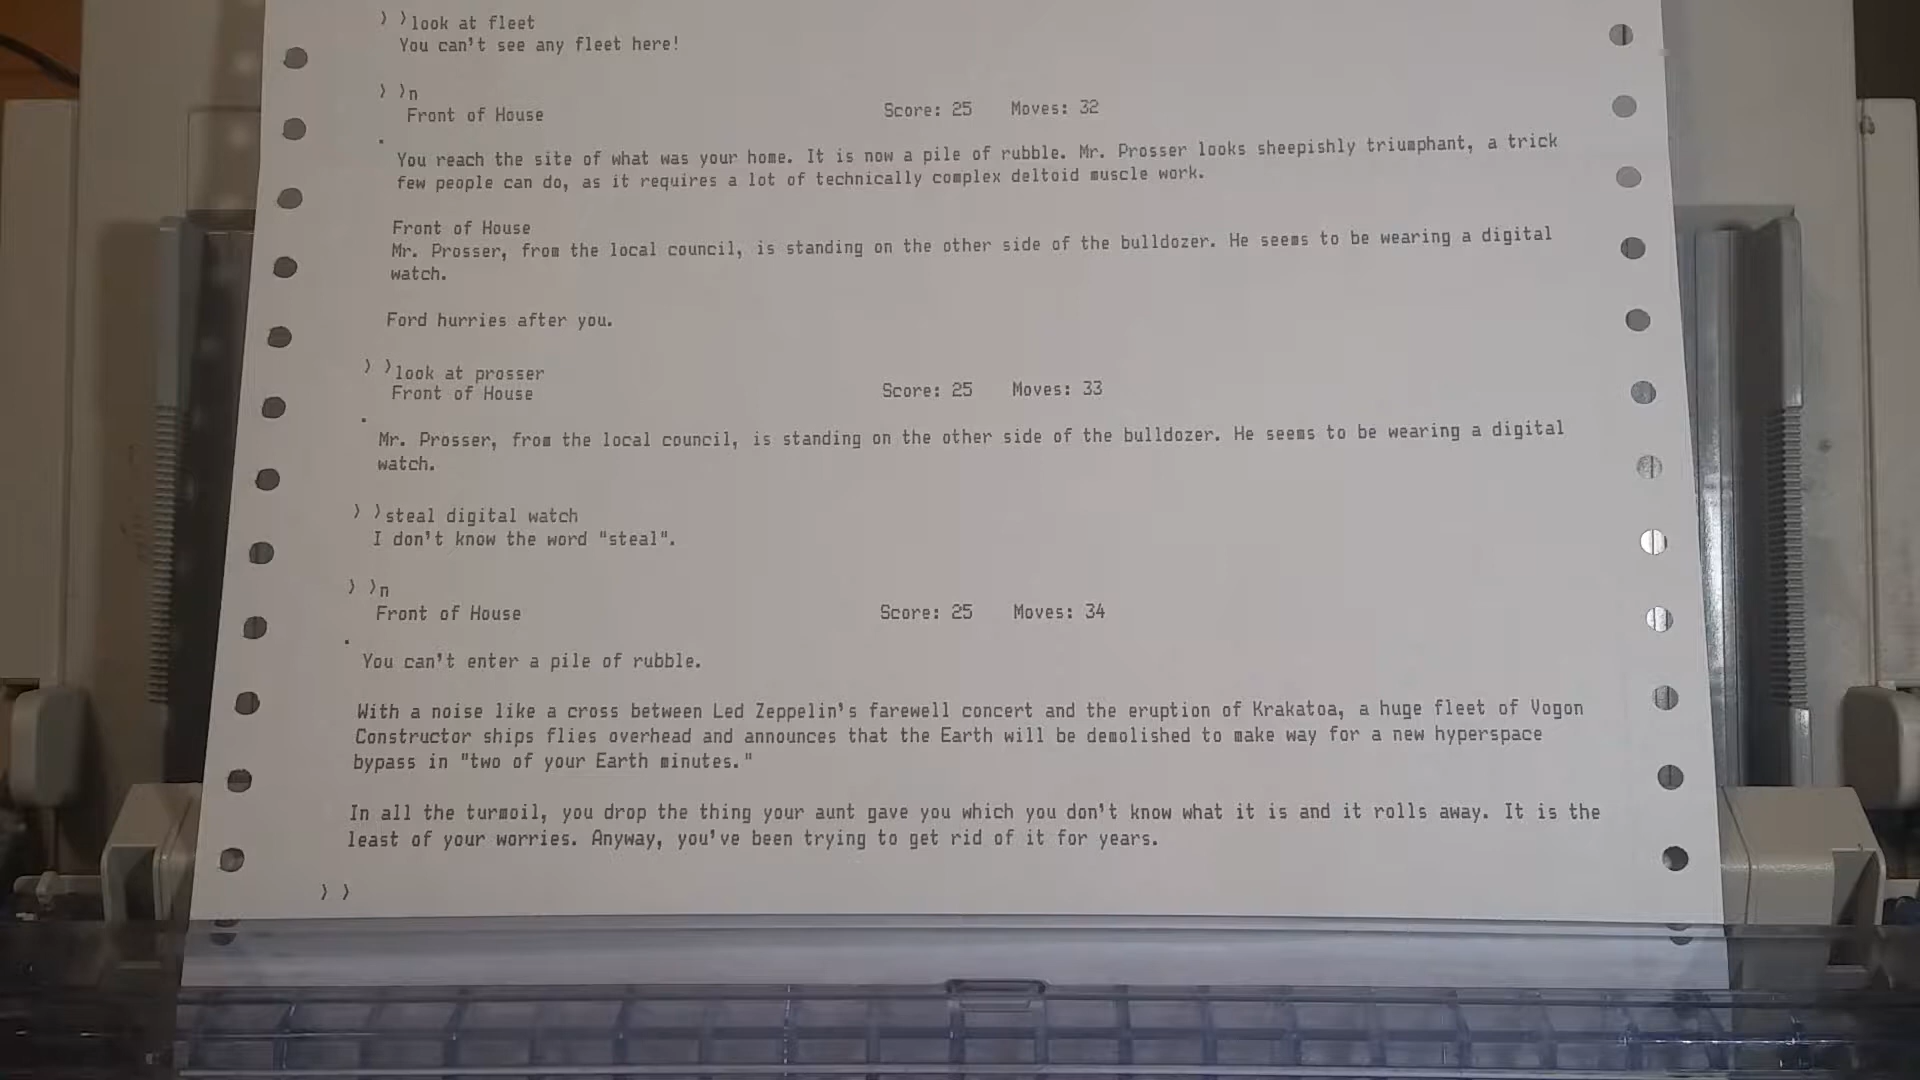 > >look at fleet
You can't see any fleet here!
> >n
Front of House Score: 25 Moves: 32
.
You reach the site of what was your home. It is now a pile of rubble. Mr. Prosser looks sheepishly triumphant, a trick
few people can do, as it requires a lot of technically complex deltoid muscle work.
Front of House
Mr. Prosser, from the local council, is standing on the other side of the bulldozer. He seems to be wearing a digital
watch.
Ford hurries after you.
> >look at prosser
Front of House Score: 25 Moves: 33
.
Mr. Prosser, from the local council, is standing on the other side of the bulldozer. He seems to be wearing a digital
watch.
> >steal digital watch
I don't know the word "steal".
> >n
Front of House Score: 25 Moves: 34
.
You can't enter a pile of rubble.
With a noise like a cross between Led Zeppelin's farewell concert and the eruption of Krakatoa, a huge fleet of Vogon
Constructor ships flies overhead and announces that the Earth will be demolished to make way for a new hyperspace
bypass in "two of your Earth minutes."
In all the turmoil, you drop the thing your aunt gave you which you don't know what it is and it rolls away. It is the
least of your worries. Anyway, you've been trying to get rid of it for years.
> >